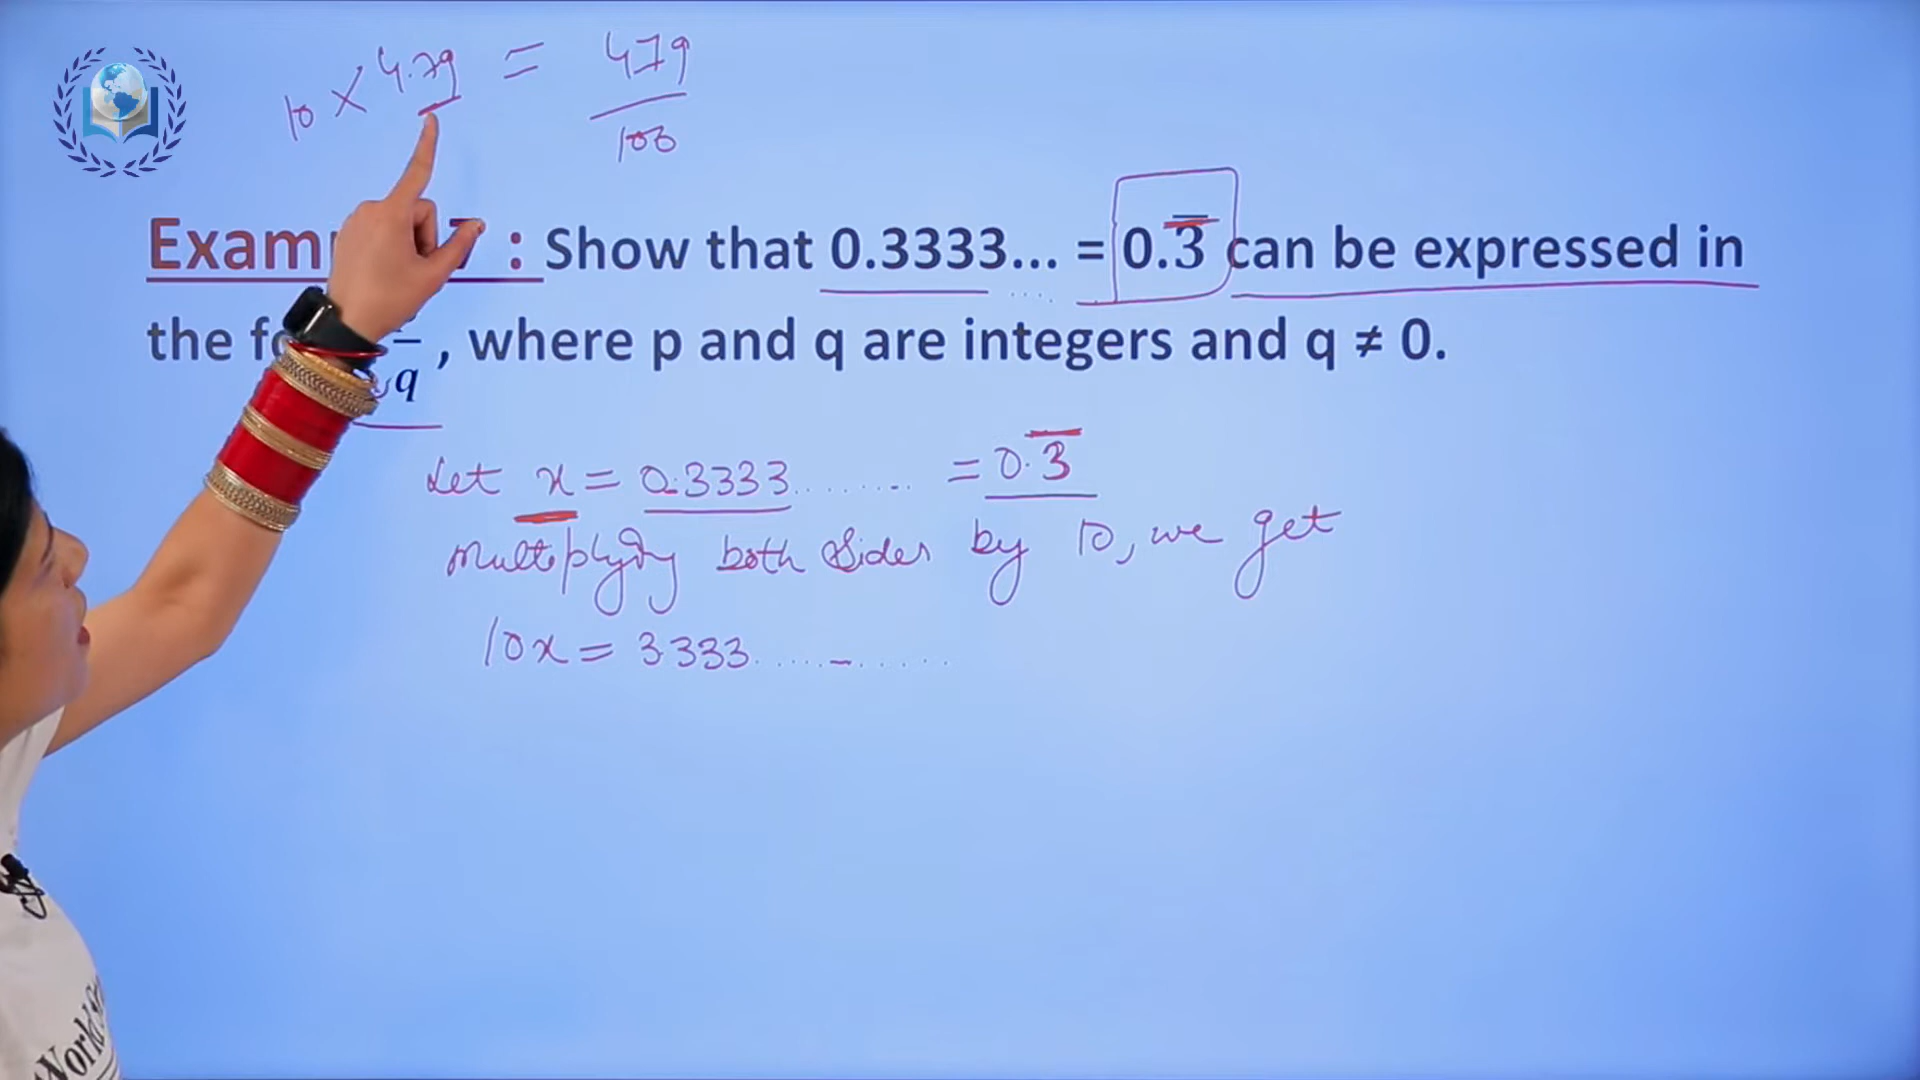 10 × 4.79 = 479/100
Exam 7 : Show that 0.3333... = 0.3̅ can be expressed in
the fo /q , where p and q are integers and q ≠ 0.
Let x = 0.3333........ = 0.3̅
Multiplying both sides by 10, we get
10x = 3.333...........
World